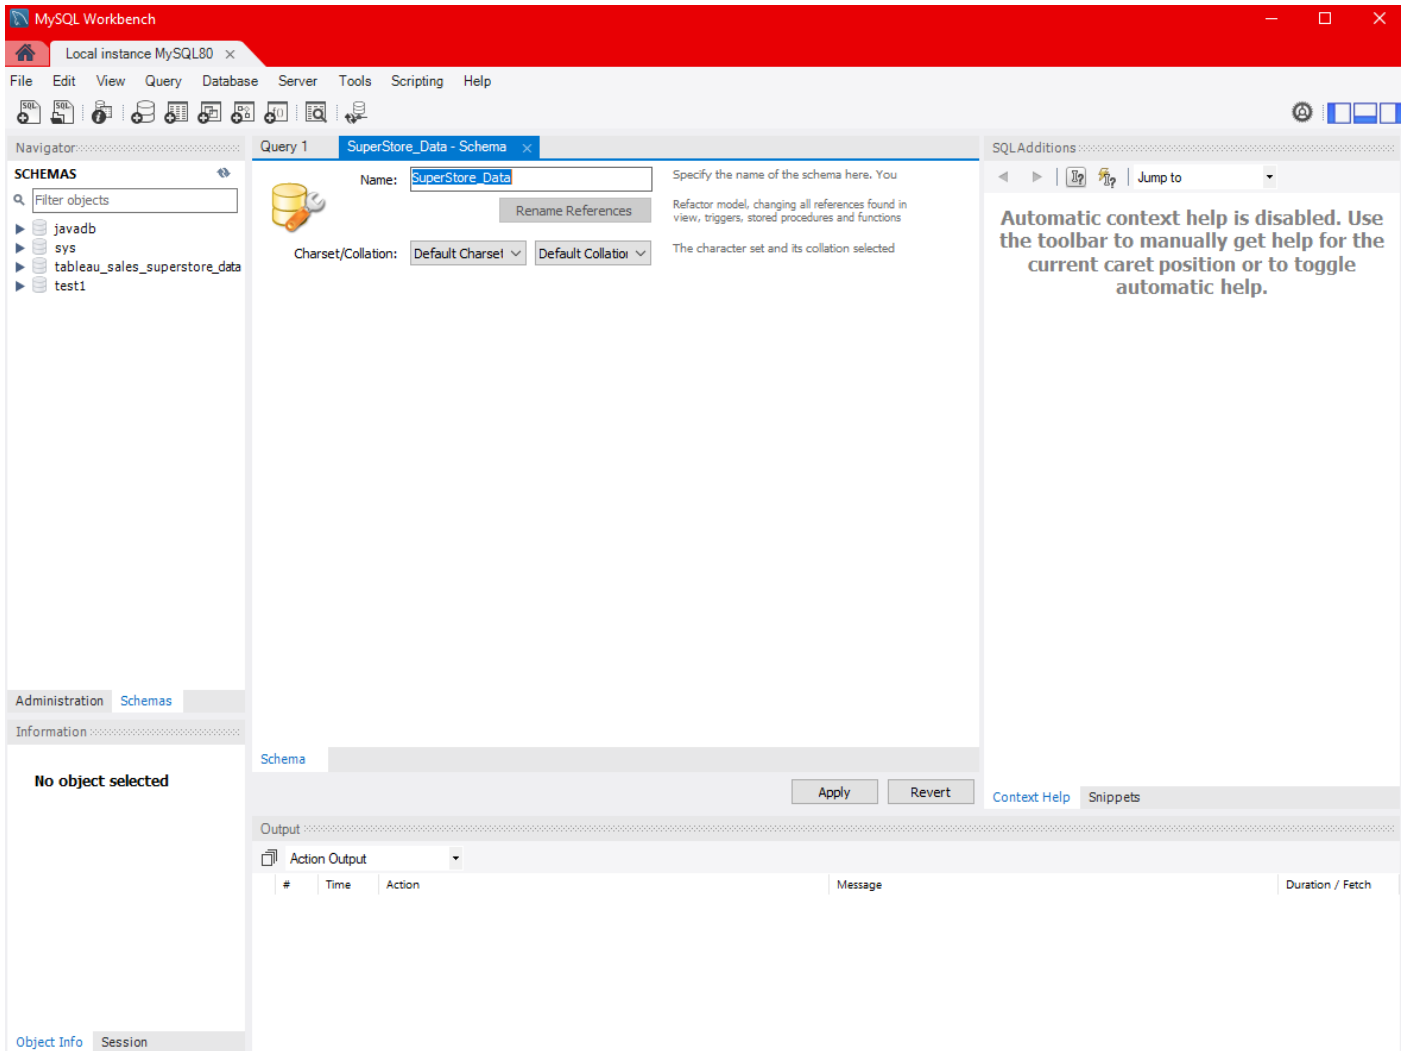 MySQL Workbench
Local instance MySQL80
File Edit View Query Database Server Tools Scripting Help
Navigator
SCHEMAS
Filter objects
javadb
sys
tableau_sales_superstore_data
test1
Administration Schemas
Information
No object selected
Object Info Session
Query 1 SuperStore_Data - Schema
Name: SuperStore_Data
Specify the name of the schema here. You
Rename References
Refactor model, changing all references found in
view, triggers, stored procedures and functions
Charset/Collation: Default Charset Default Collation
The character set and its collation selected
Schema
Apply Revert
SQLAdditions
Jump to
Automatic context help is disabled. Use
the toolbar to manually get help for the
current caret position or to toggle
automatic help.
Context Help Snippets
Output
Action Output
# Time Action Message Duration / Fetch